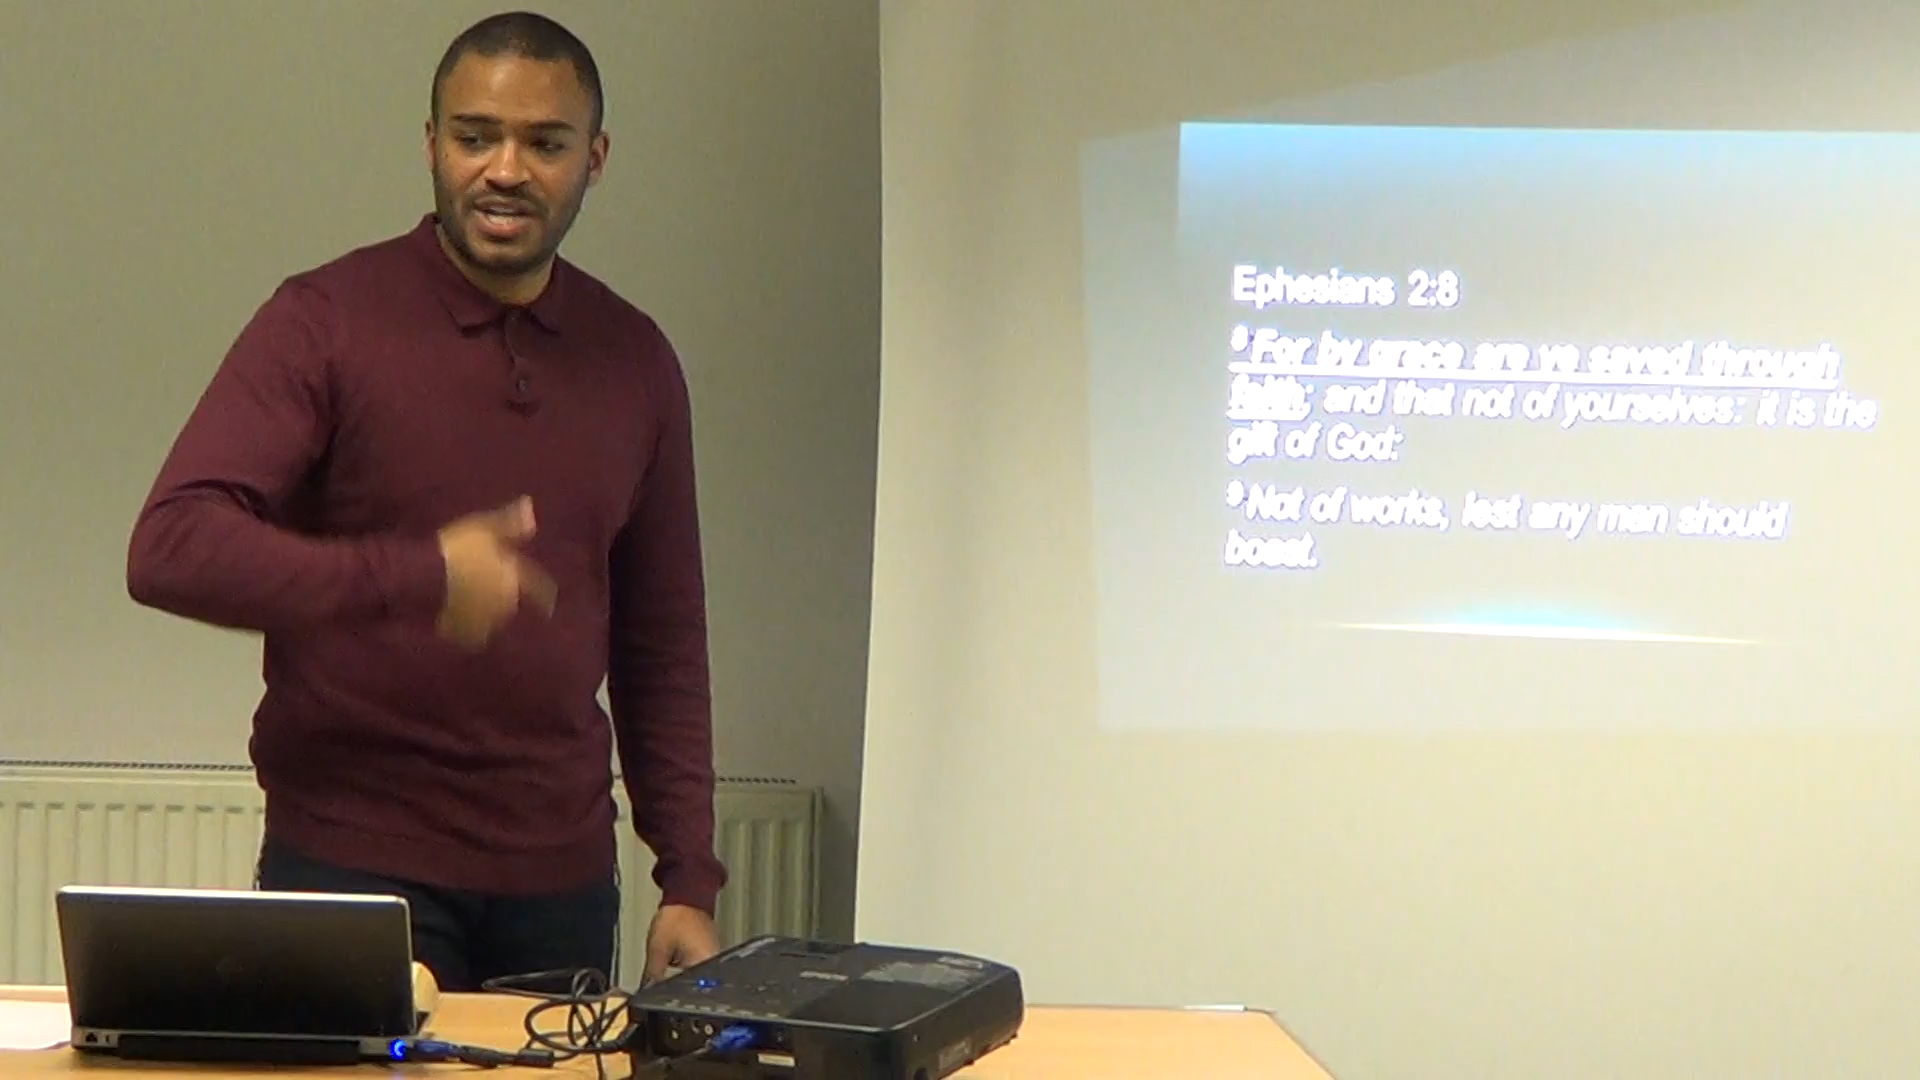 Ephesians 2:8
8 For by grace are ye saved through
faith; and that not of yourselves: it is the
gift of God:
9 Not of works, lest any man should
boast.